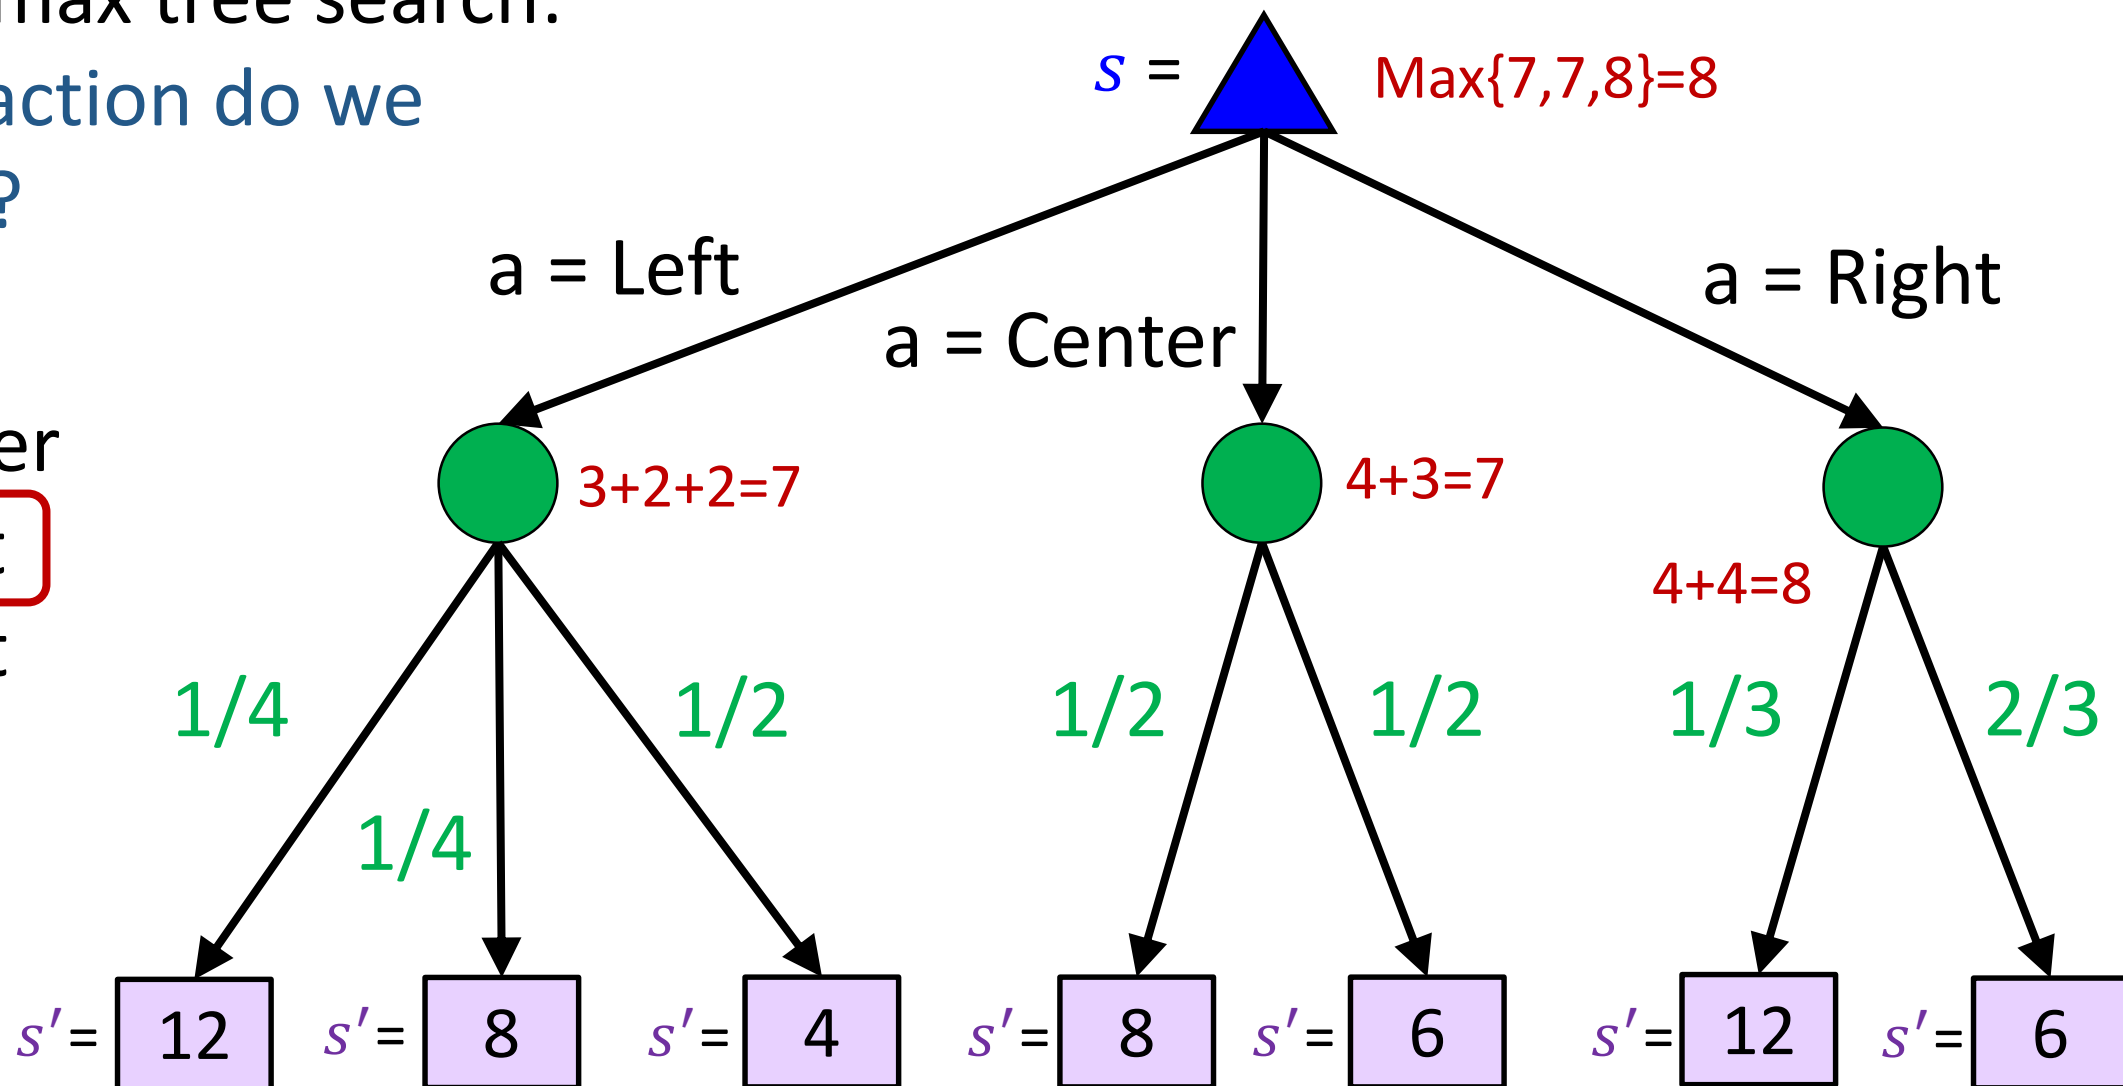 max tree search:
action do we
?
s =
Max{7,7,8}=8
a = Left
a = Center
a = Right
er
t
t
3+2+2=7
4+3=7
4+4=8
1/4
1/4
1/2
1/2
1/2
1/3
2/3
s′= 12
s′= 8
s′= 4
s′= 8
s′= 6
s′= 12
s′= 6